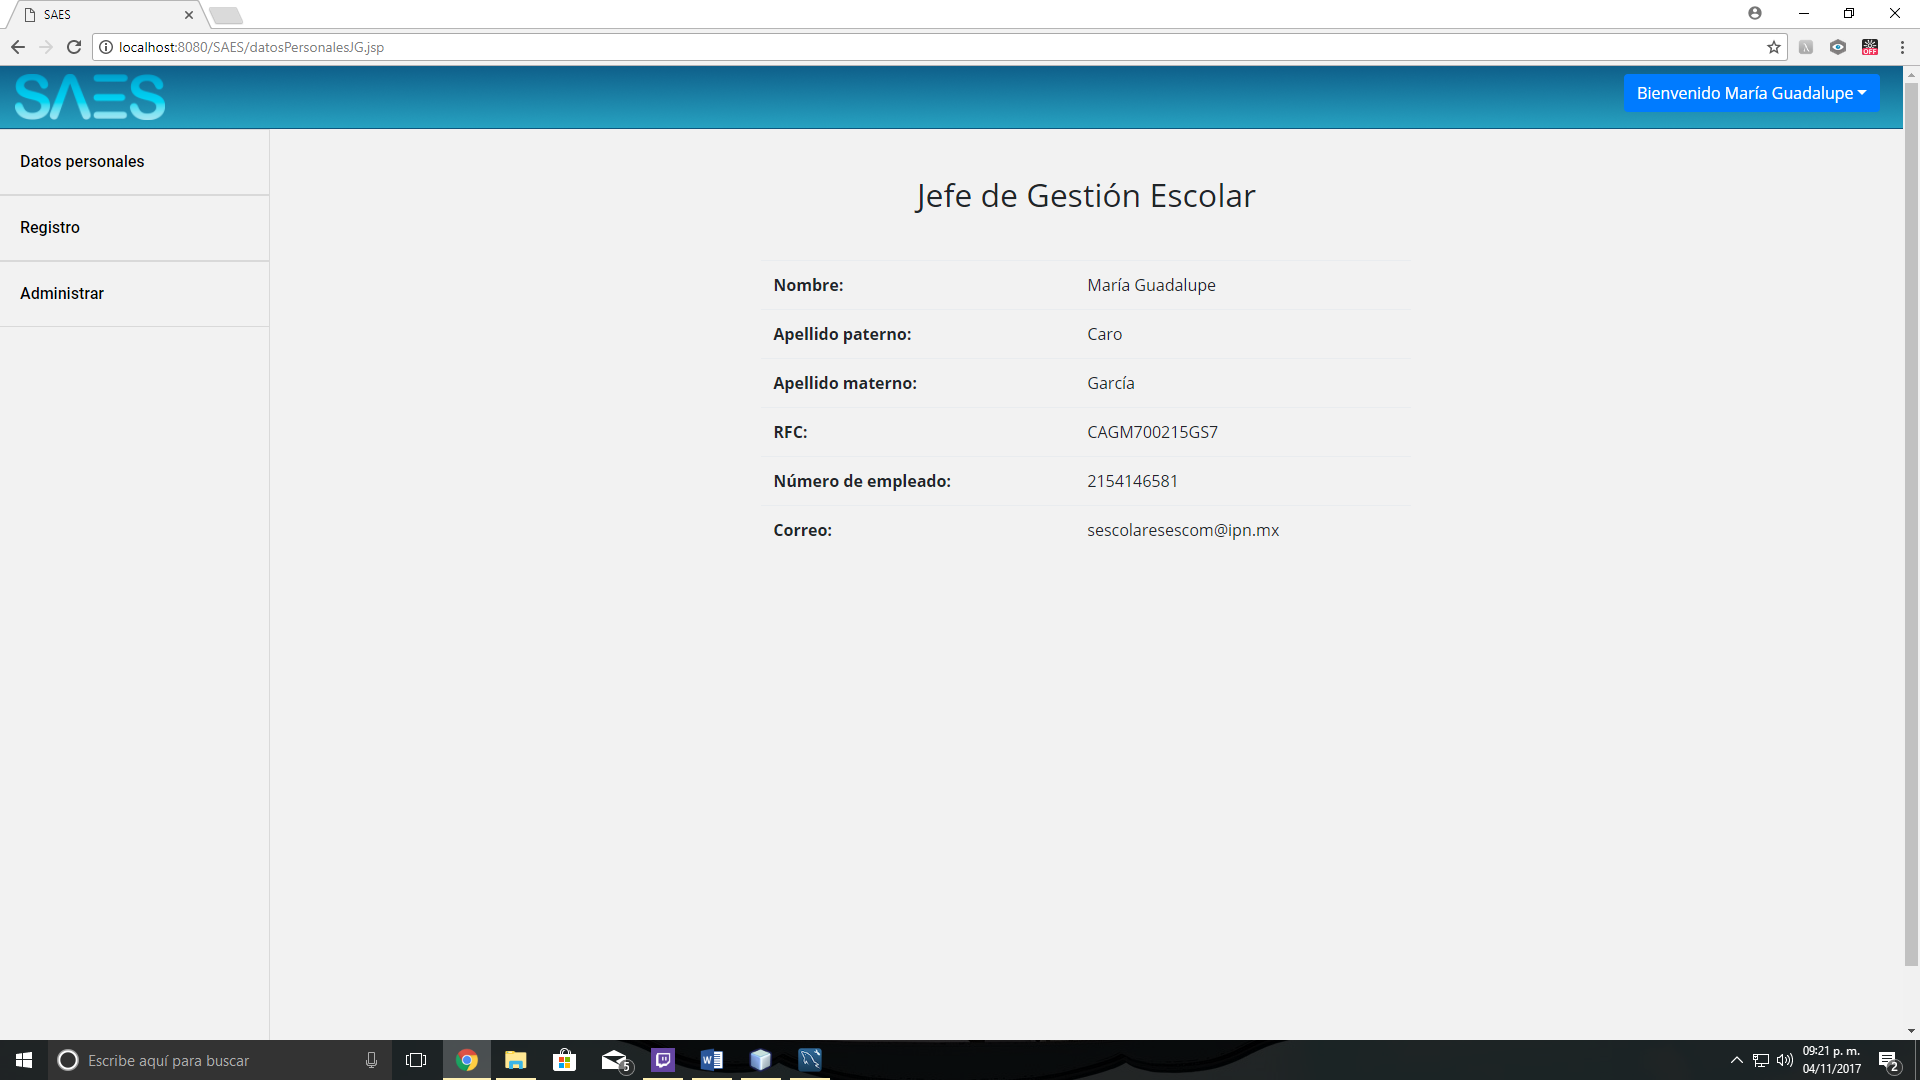 SAES
localhost:8080/SAES/datosPersonalesJG.jsp
OFF
SAES
Bienvenido María Guadalupe
Datos personales
Registro
Administrar
Jefe de Gestión Escolar
Nombre: María Guadalupe
Apellido paterno: Caro
Apellido materno: García
RFC: CAGM700215GS7
Número de empleado: 2154146581
Correo: sescolaresescom@ipn.mx
Escribe aquí para buscar
5
W
09:21 p. m.
04/11/2017
2